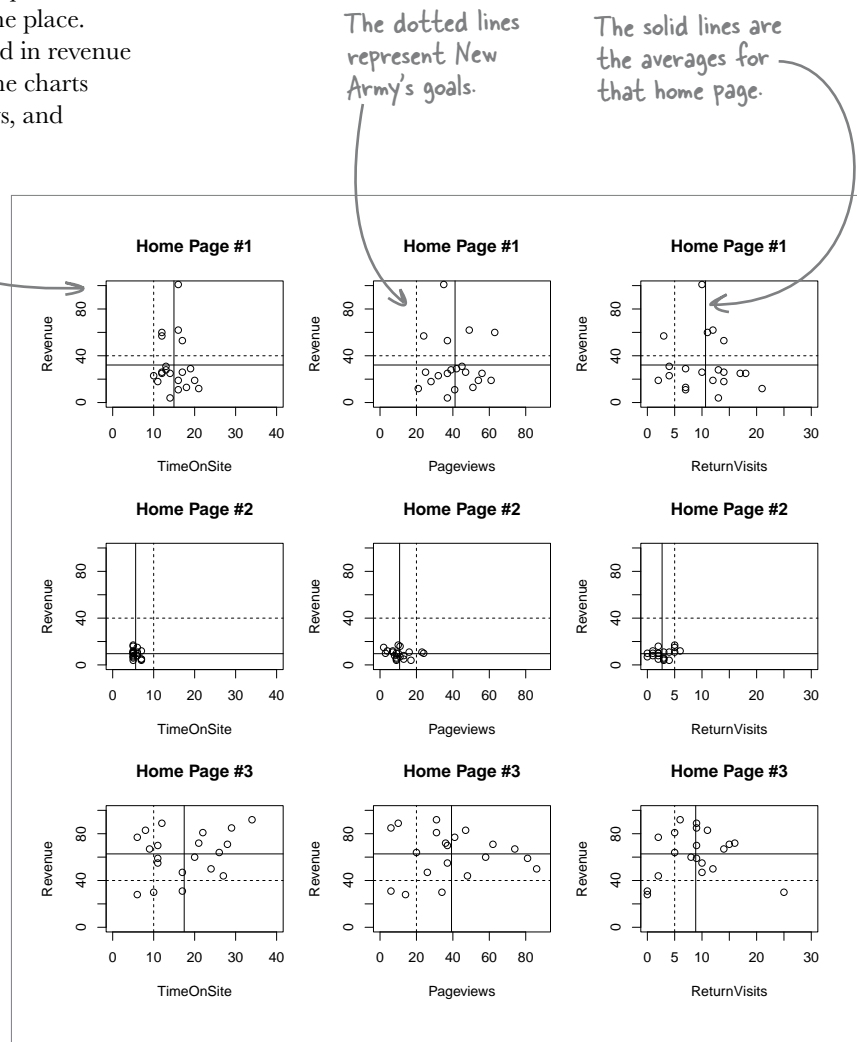 ne place.
d in revenue
ne charts
s, and
The dotted lines
represent New
Army's goals.
The solid lines are
the averages for
that home page.
Home Page #1
Revenue
0 40 80
0 10 20 30 40
TimeOnSite
Home Page #1
Revenue
0 40 80
0 20 40 60 80
Pageviews
Home Page #1
Revenue
0 40 80
0 5 10 20 30
ReturnVisits
Home Page #2
Revenue
0 40 80
0 10 20 30 40
TimeOnSite
Home Page #2
Revenue
0 40 80
0 20 40 60 80
Pageviews
Home Page #2
Revenue
0 40 80
0 5 10 20 30
ReturnVisits
Home Page #3
Revenue
0 40 80
0 10 20 30 40
TimeOnSite
Home Page #3
Revenue
0 40 80
0 20 40 60 80
Pageviews
Home Page #3
Revenue
0 40 80
0 5 10 20 30
ReturnVisits